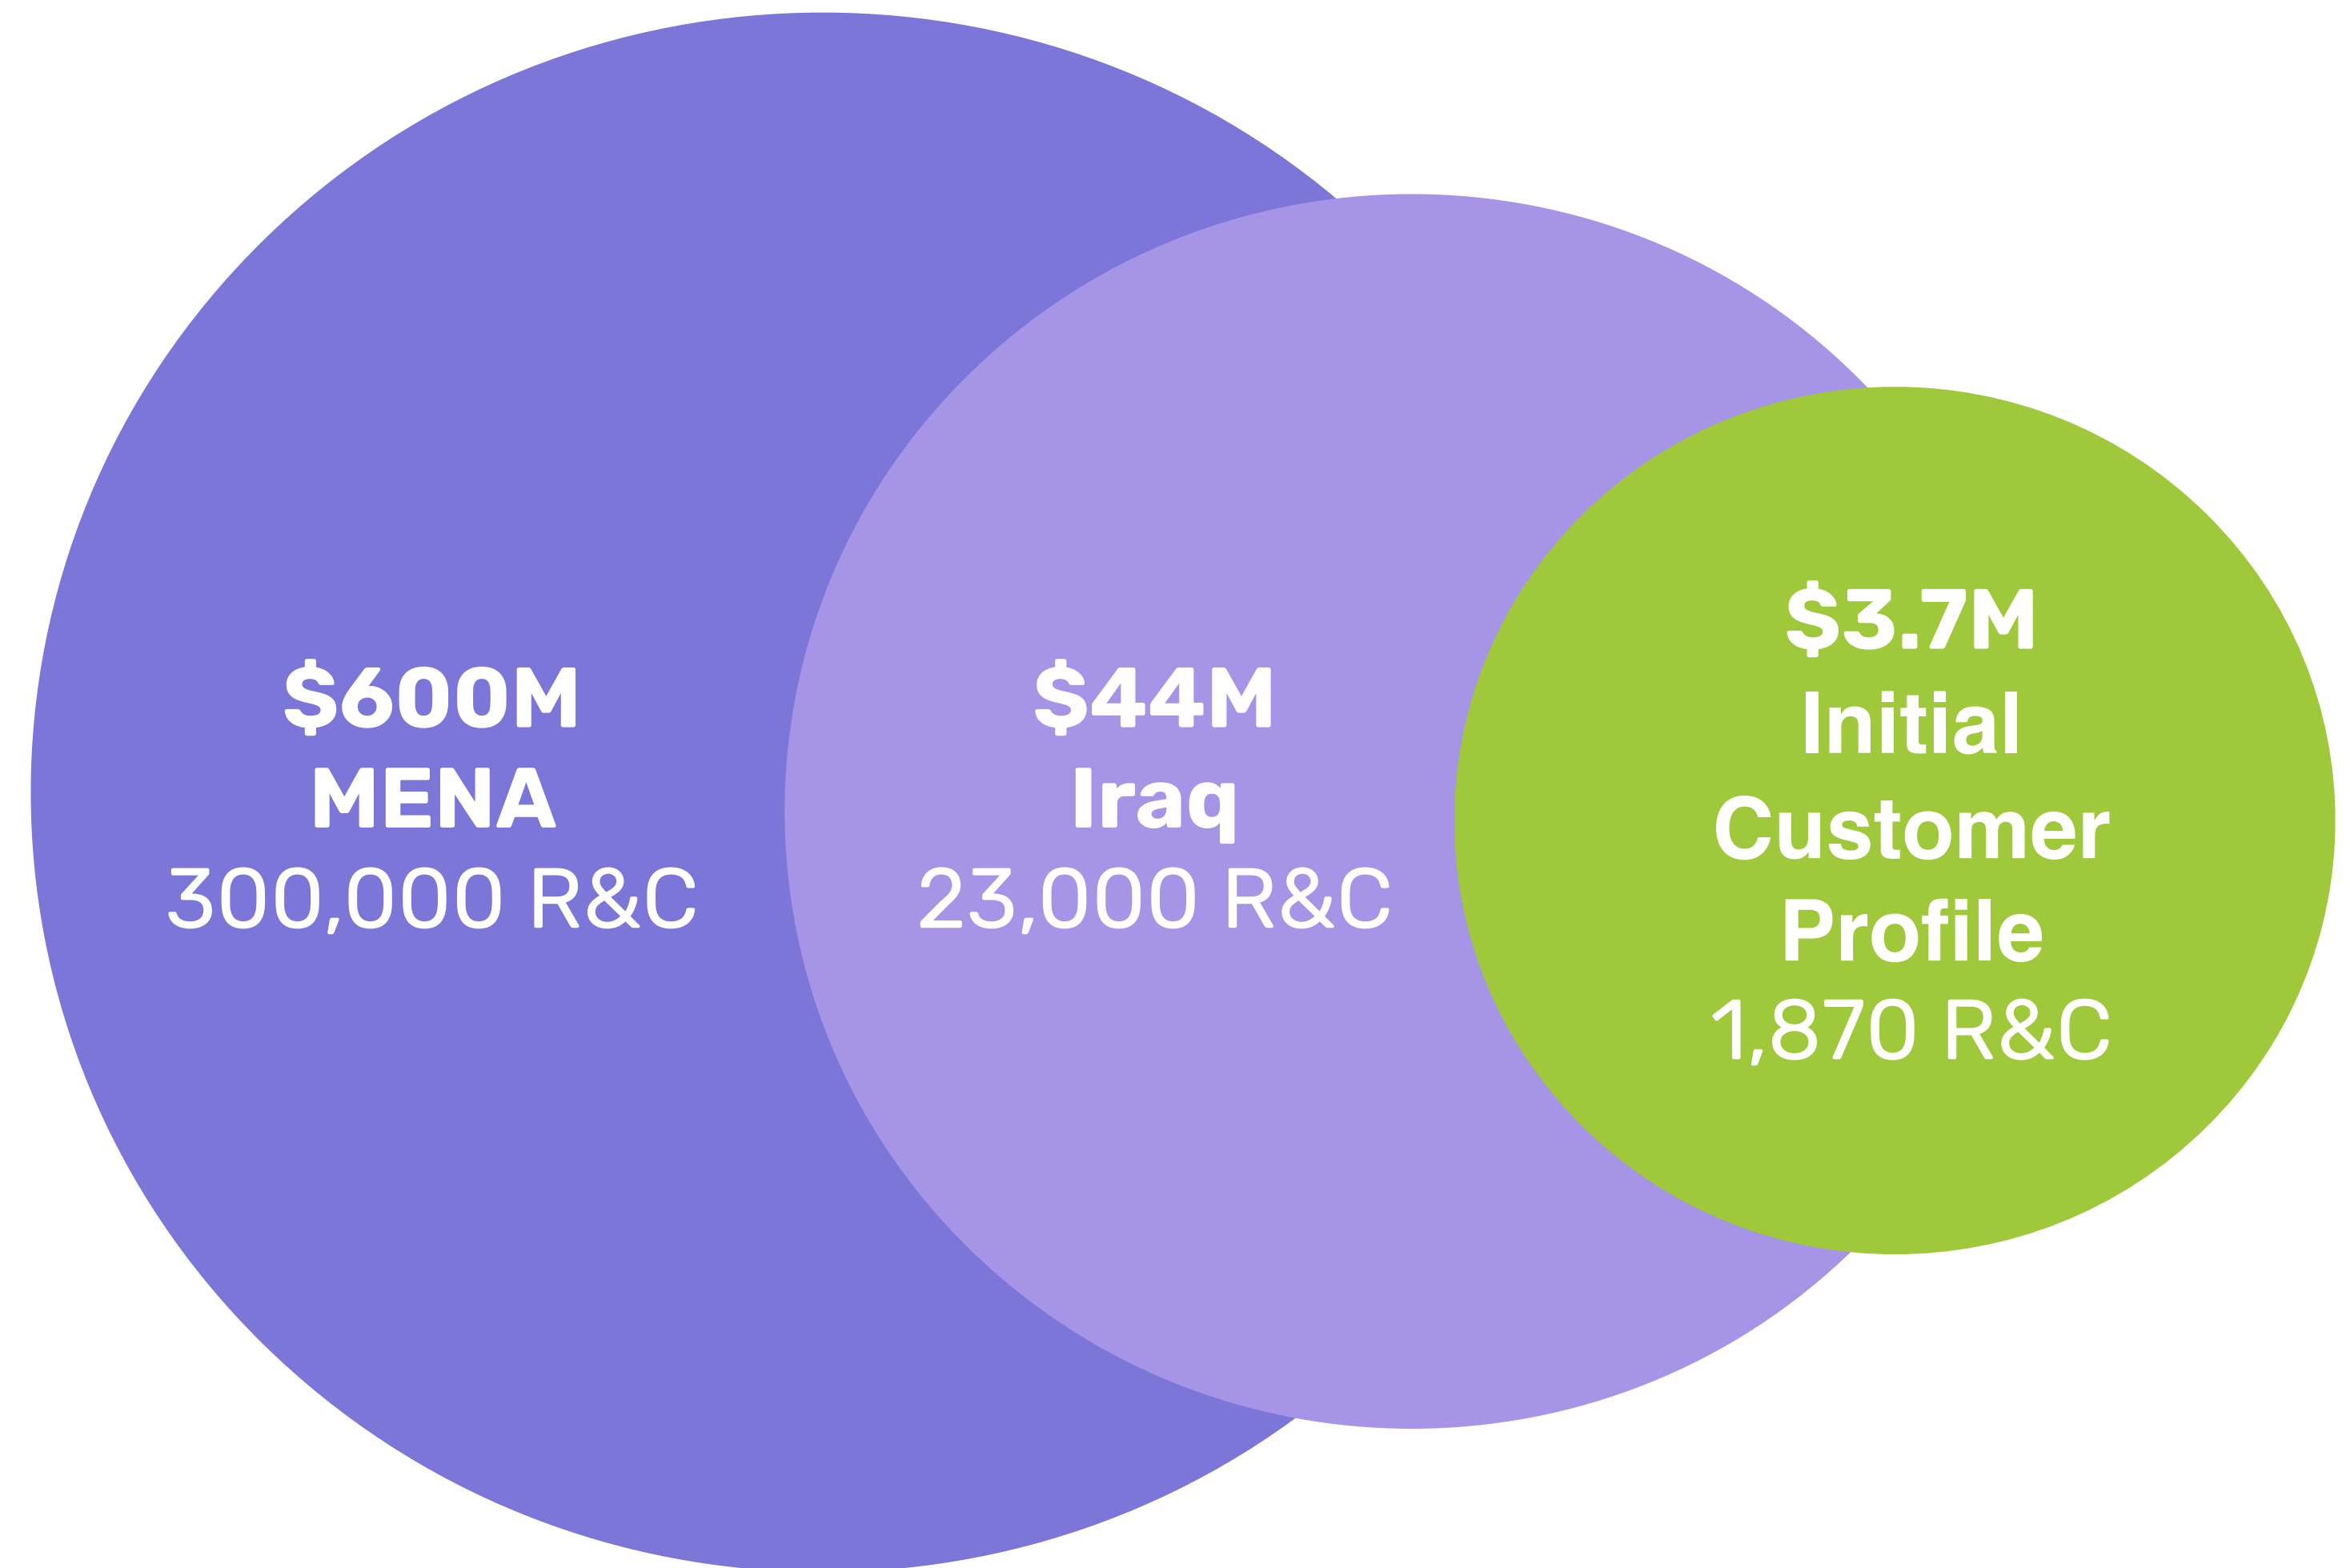 $600M
MENA
300,000 R&C
$44M
Iraq
23,000 R&C
$3.7M
Initial
Customer
Profile
1,870 R&C